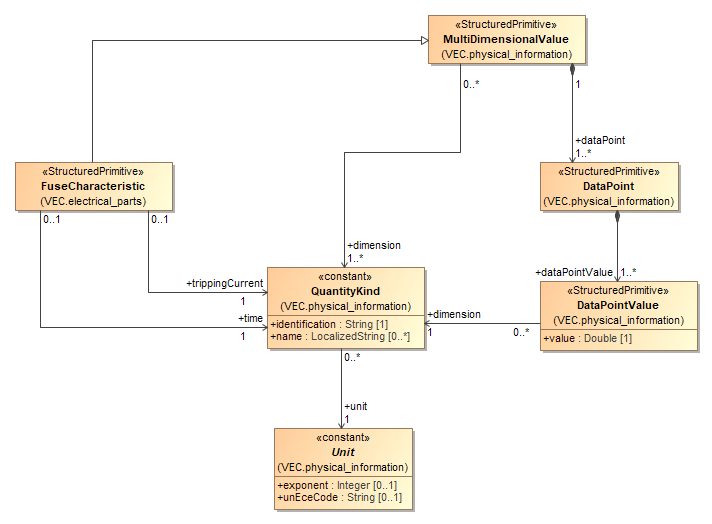 «StructuredPrimitive»
MultiDimensionalValue
(VEC.physical_information)
0..*
1
+dataPoint
1..*
«StructuredPrimitive»
FuseCharacteristic
(VEC.electrical_parts)
«StructuredPrimitive»
DataPoint
(VEC.physical_information)
0..1
0..1
+dimension
1..*
+trippingCurrent
1
+time
1
+dataPointValue
1..*
«constant»
QuantityKind
(VEC.physical_information)
+identification : String [1]
+name : LocalizedString [0..*]
«StructuredPrimitive»
DataPointValue
(VEC.physical_information)
+value : Double [1]
+dimension
1
0..*
0..*
+unit
1
«constant»
Unit
(VEC.physical_information)
+exponent : Integer [0..1]
+unEceCode : String [0..1]